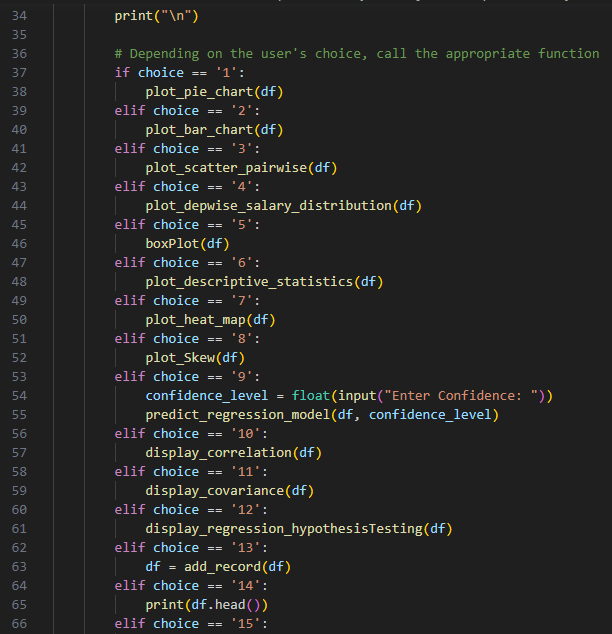 34 print("\n")
35
36 # Depending on the user's choice, call the appropriate function
37 if choice == '1':
38 plot_pie_chart(df)
39 elif choice == '2':
40 plot_bar_chart(df)
41 elif choice == '3':
42 plot_scatter_pairwise(df)
43 elif choice == '4':
44 plot_depwise_salary_distribution(df)
45 elif choice == '5':
46 boxPlot(df)
47 elif choice == '6':
48 plot_descriptive_statistics(df)
49 elif choice == '7':
50 plot_heat_map(df)
51 elif choice == '8':
52 plot_Skew(df)
53 elif choice == '9':
54 confidence_level = float(input("Enter Confidence: "))
55 predict_regression_model(df, confidence_level)
56 elif choice == '10':
57 display_correlation(df)
58 elif choice == '11':
59 display_covariance(df)
60 elif choice == '12':
61 display_regression_hypothesisTesting(df)
62 elif choice == '13':
63 df = add_record(df)
64 elif choice == '14':
65 print(df.head())
66 elif choice == '15':